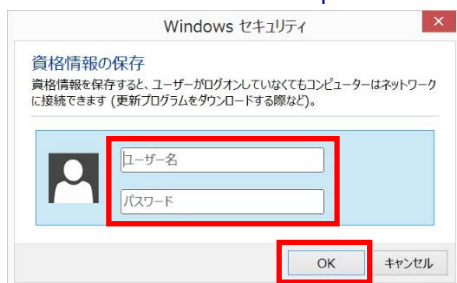 Windows セキュリティ
資格情報の保存
資格情報を保存すると、ユーザーがログオンしていなくてもコンピューターはネットワーク
に接続できます (更新プログラムをダウンロードする際など)。
ユーザー名
パスワード
OK キャンセル